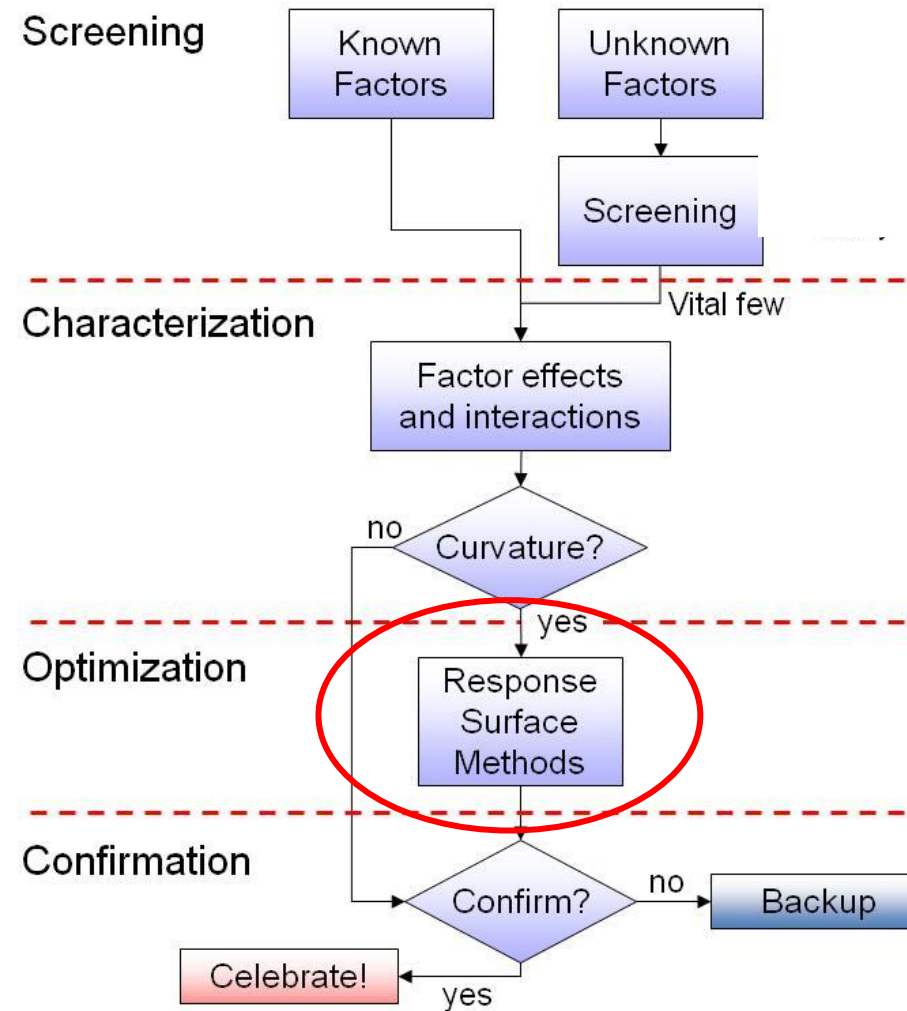 Screening
Known
Factors
Unknown
Factors
Screening
Vital few
Characterization
Factor effects
and interactions
no
Curvature?
yes
Optimization
Response
Surface
Methods
Confirmation
Confirm?
no
Backup
Celebrate!
yes